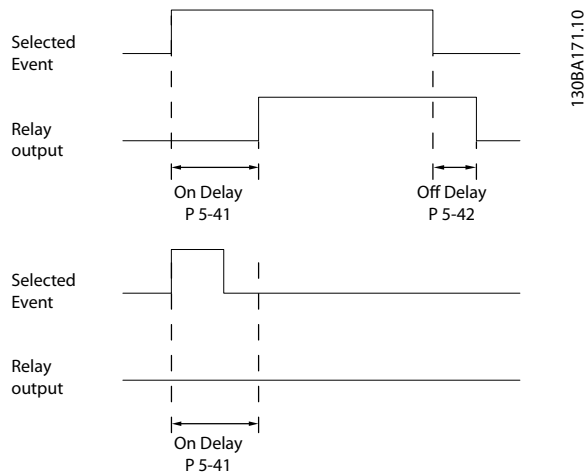 130BA171.10
Selected
Event
Relay
output
On Delay
P 5-41
Off Delay
P 5-42
Selected
Event
Relay
output
On Delay
P 5-41